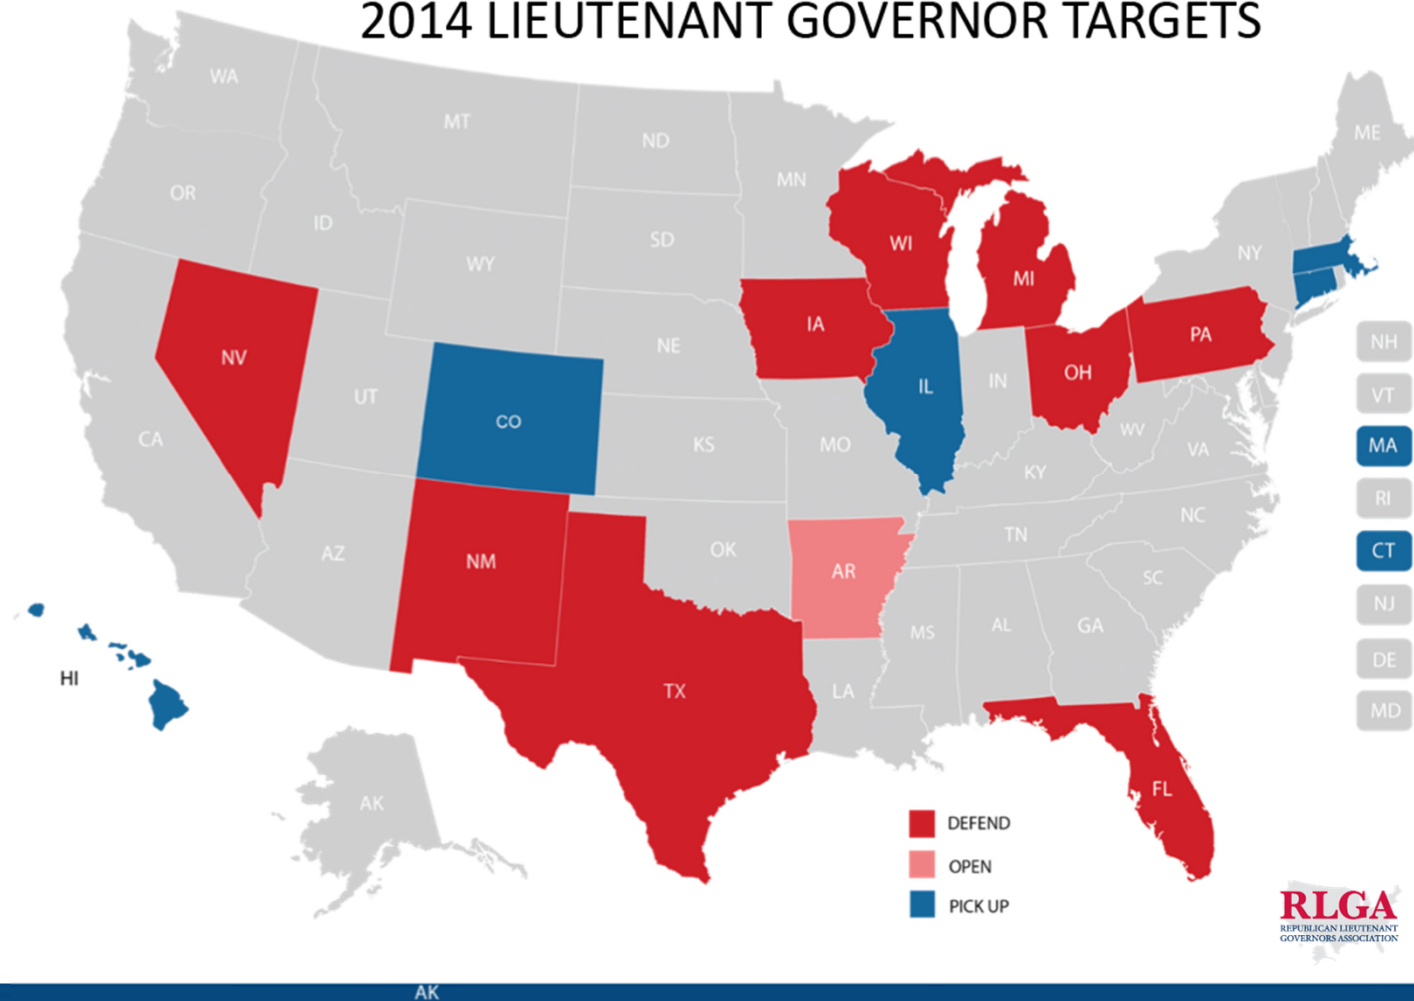 2014 LIEUTENANT GOVERNOR TARGETS
WA
MT
ND
MN
ME
OR
ID
SD
WI
NY
WY
MI
IA
PA
NV
NE
NH
UT
CO
IL
IN
OH
VT
CA
KS
MO
WV
VA
MA
KY
RI
AZ
NM
OK
AR
TN
NC
CT
SC
NJ
MS
AL
GA
DE
HI
TX
LA
MD
AK
FL
DEFEND
OPEN
PICK UP
RLGA
REPUBLICAN LIEUTENANT
GOVERNORS ASSOCIATION
AK